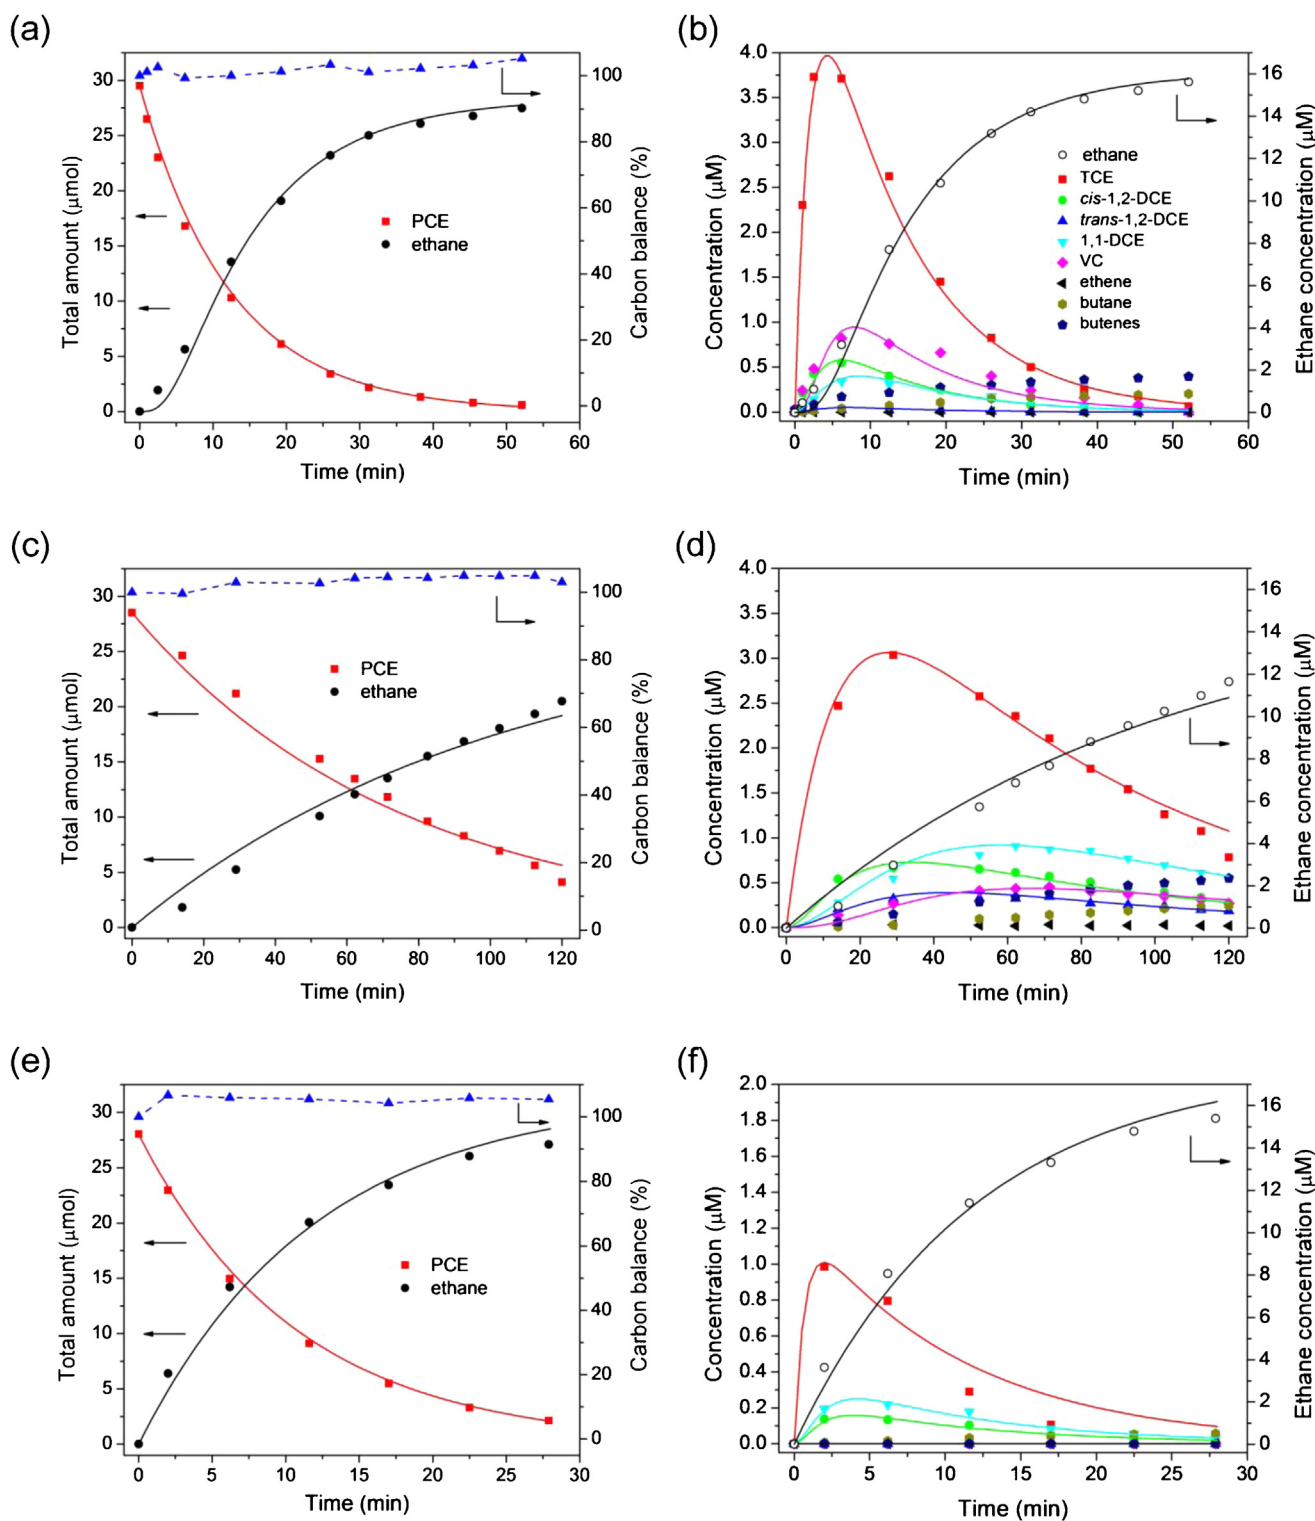 (a)
30
25
20
15
10
5
0
Total amount (μmol)
100
80
60
40
20
0
Carbon balance (%)
PCE
ethane
0 10 20 30 40 50 60
Time (min)
(b)
4.0
3.5
3.0
2.5
2.0
1.5
1.0
0.5
0.0
Concentration (μM)
16
14
12
10
8
6
4
2
0
Ethane concentration (μM)
ethane
TCE
cis-1,2-DCE
trans-1,2-DCE
1,1-DCE
VC
ethene
butane
butenes
0 10 20 30 40 50 60
Time (min)
(c)
30
25
20
15
10
5
0
Total amount (μmol)
100
80
60
40
20
0
Carbon balance (%)
PCE
ethane
0 20 40 60 80 100 120
Time (min)
(d)
4.0
3.5
3.0
2.5
2.0
1.5
1.0
0.5
0.0
Concentration (μM)
16
14
12
10
8
6
4
2
0
Ethane concentration (μM)
0 20 40 60 80 100 120
Time (min)
(e)
30
25
20
15
10
5
0
Total amount (μmol)
100
80
60
40
20
0
Carbon balance (%)
PCE
ethane
0 5 10 15 20 25 30
Time (min)
(f)
2.0
1.8
1.6
1.4
1.2
1.0
0.8
0.6
0.4
0.2
0.0
Concentration (μM)
16
14
12
10
8
6
4
2
0
Ethane concentration (μM)
0 5 10 15 20 25 30
Time (min)